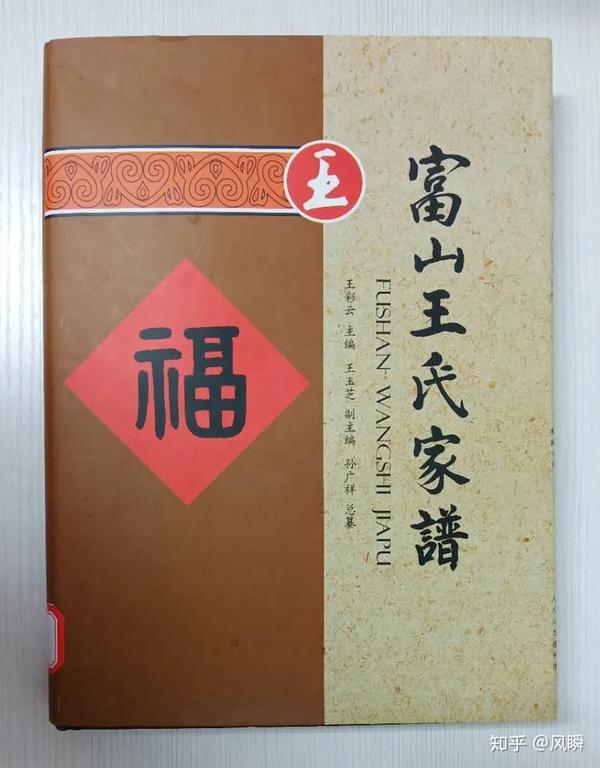 富山王氏家譜
FUSHAN WANGSHI JIAPU
王彩云 主编 王玉芝 副主编 孙广祥 总纂
王
福
知乎 @风瞬